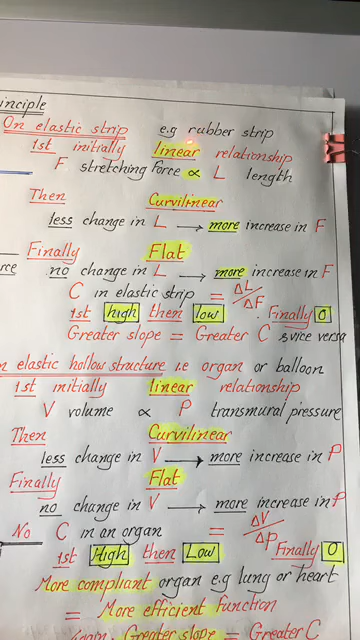 inciple
On elastic strip e.g rubber strip
1st initially linear relationship
F stretching force ∝ L length
Then Curvilinear
less change in L → more increase in F
Finally Flat
rce no change in L → more increase in F
C in elastic strip = ΔL/ΔF
1st high then low . Finally 0
Greater slope = Greater C & vice versa
n elastic hollow structure i.e organ or balloon
1st initially linear relationship
V volume ∝ P transmural pressure
Then Curvilinear
less change in V → more increase in P
Finally Flat
no change in V → more increase in P
No C in an organ = ΔV/ΔP
1st High then Low Finally 0
More compliant organ e.g lung or heart
= More efficient function
Greater slope = Greater C